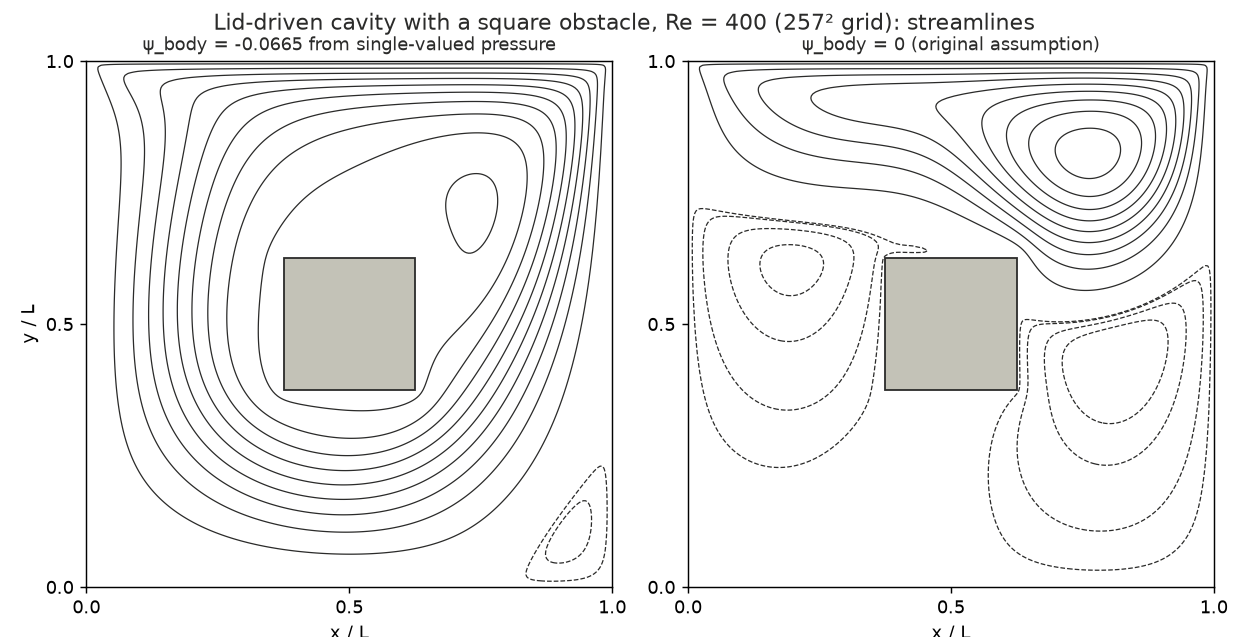 Lid-driven cavity with a square obstacle, Re = 400 (257² grid): streamlines
ψ_body = -0.0665 from single-valued pressure
ψ_body = 0 (original assumption)
1.0
0.5
0.0
y / L
0.0
0.5
1.0
x / L
1.0
0.5
0.0
0.0
0.5
1.0
x / L